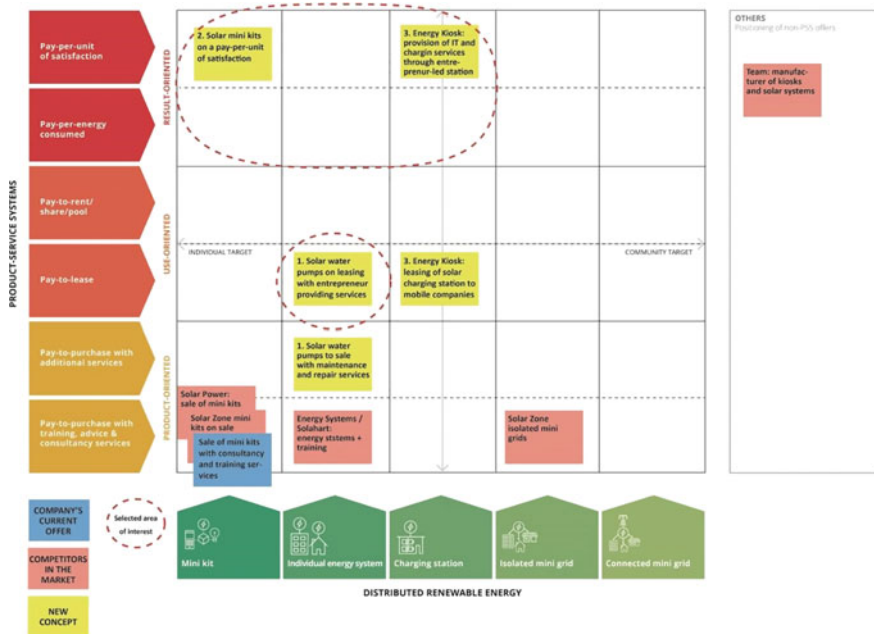 PRODUCT-SERVICE SYSTEMS
Pay-per-unit
of satisfaction
Pay-per-energy
consumed
Pay-to-rent/
share/pool
Pay-to-lease
Pay-to-purchase with
additional services
Pay-to-purchase with
training, advice &
consultancy services
RESULT-ORIENTED
USE-ORIENTED
PRODUCT-ORIENTED
2. Solar mini kits
on a pay-per-unit
of satisfaction
3. Energy Kiosk:
provision of IT and
chargin services
through entre-
prenur-led station
INDIVIDUAL TARGET
COMMUNITY TARGET
1. Solar water
pumps on leasing
with entrepreneur
providing services
3. Energy Kiosk:
leasing of solar
charging station to
mobile companies
1. Solar water
pumps to sale
with maintenance
and repair services
Solar Power:
sale of mini kits
Solar Zone mini
kits on sale
Sale of mini kits
with consultancy
and training ser-
vices
Energy Systems /
Solahart:
energy ststems +
training
Solar Zone
isolated mini
grids
OTHERS
Positioning of non-PSS offers
Team: manufac-
turer of kiosks
and solar systems
COMPANY'S
CURRENT
OFFER
Selected area
of interest
COMPETITORS
IN THE
MARKET
NEW
CONCEPT
Mini kit
Individual energy system
Charging station
Isolated mini grid
Connected mini grid
DISTRIBUTED RENEWABLE ENERGY